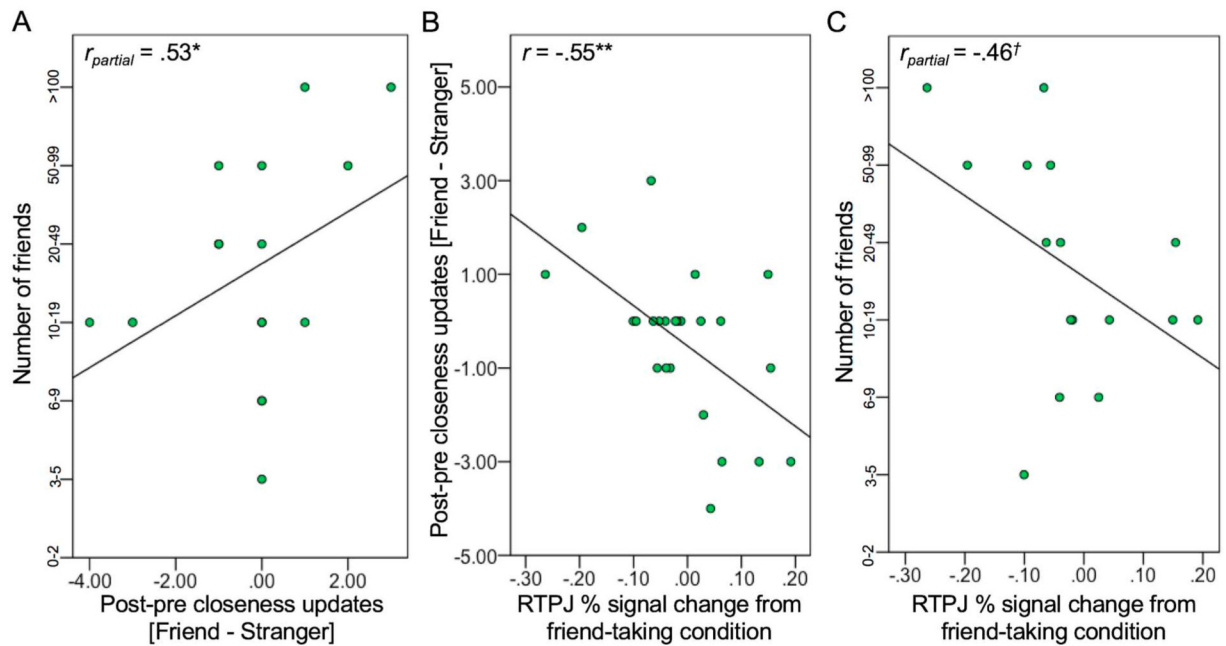 A
r_partial = .53*
Number of friends
>100
50-99
20-49
10-19
6-9
3-5
0-2
-4.00 -2.00 .00 2.00
Post-pre closeness updates
[Friend - Stranger]
B
r = -.55**
Post-pre closeness updates [Friend - Stranger]
5.00
3.00
1.00
-1.00
-3.00
-5.00
-.30 -.20 -.10 .00 .10 .20
RTPJ % signal change from
friend-taking condition
C
r_partial = -.46†
Number of friends
>100
50-99
20-49
10-19
6-9
3-5
0-2
-.30 -.20 -.10 .00 .10 .20
RTPJ % signal change from
friend-taking condition